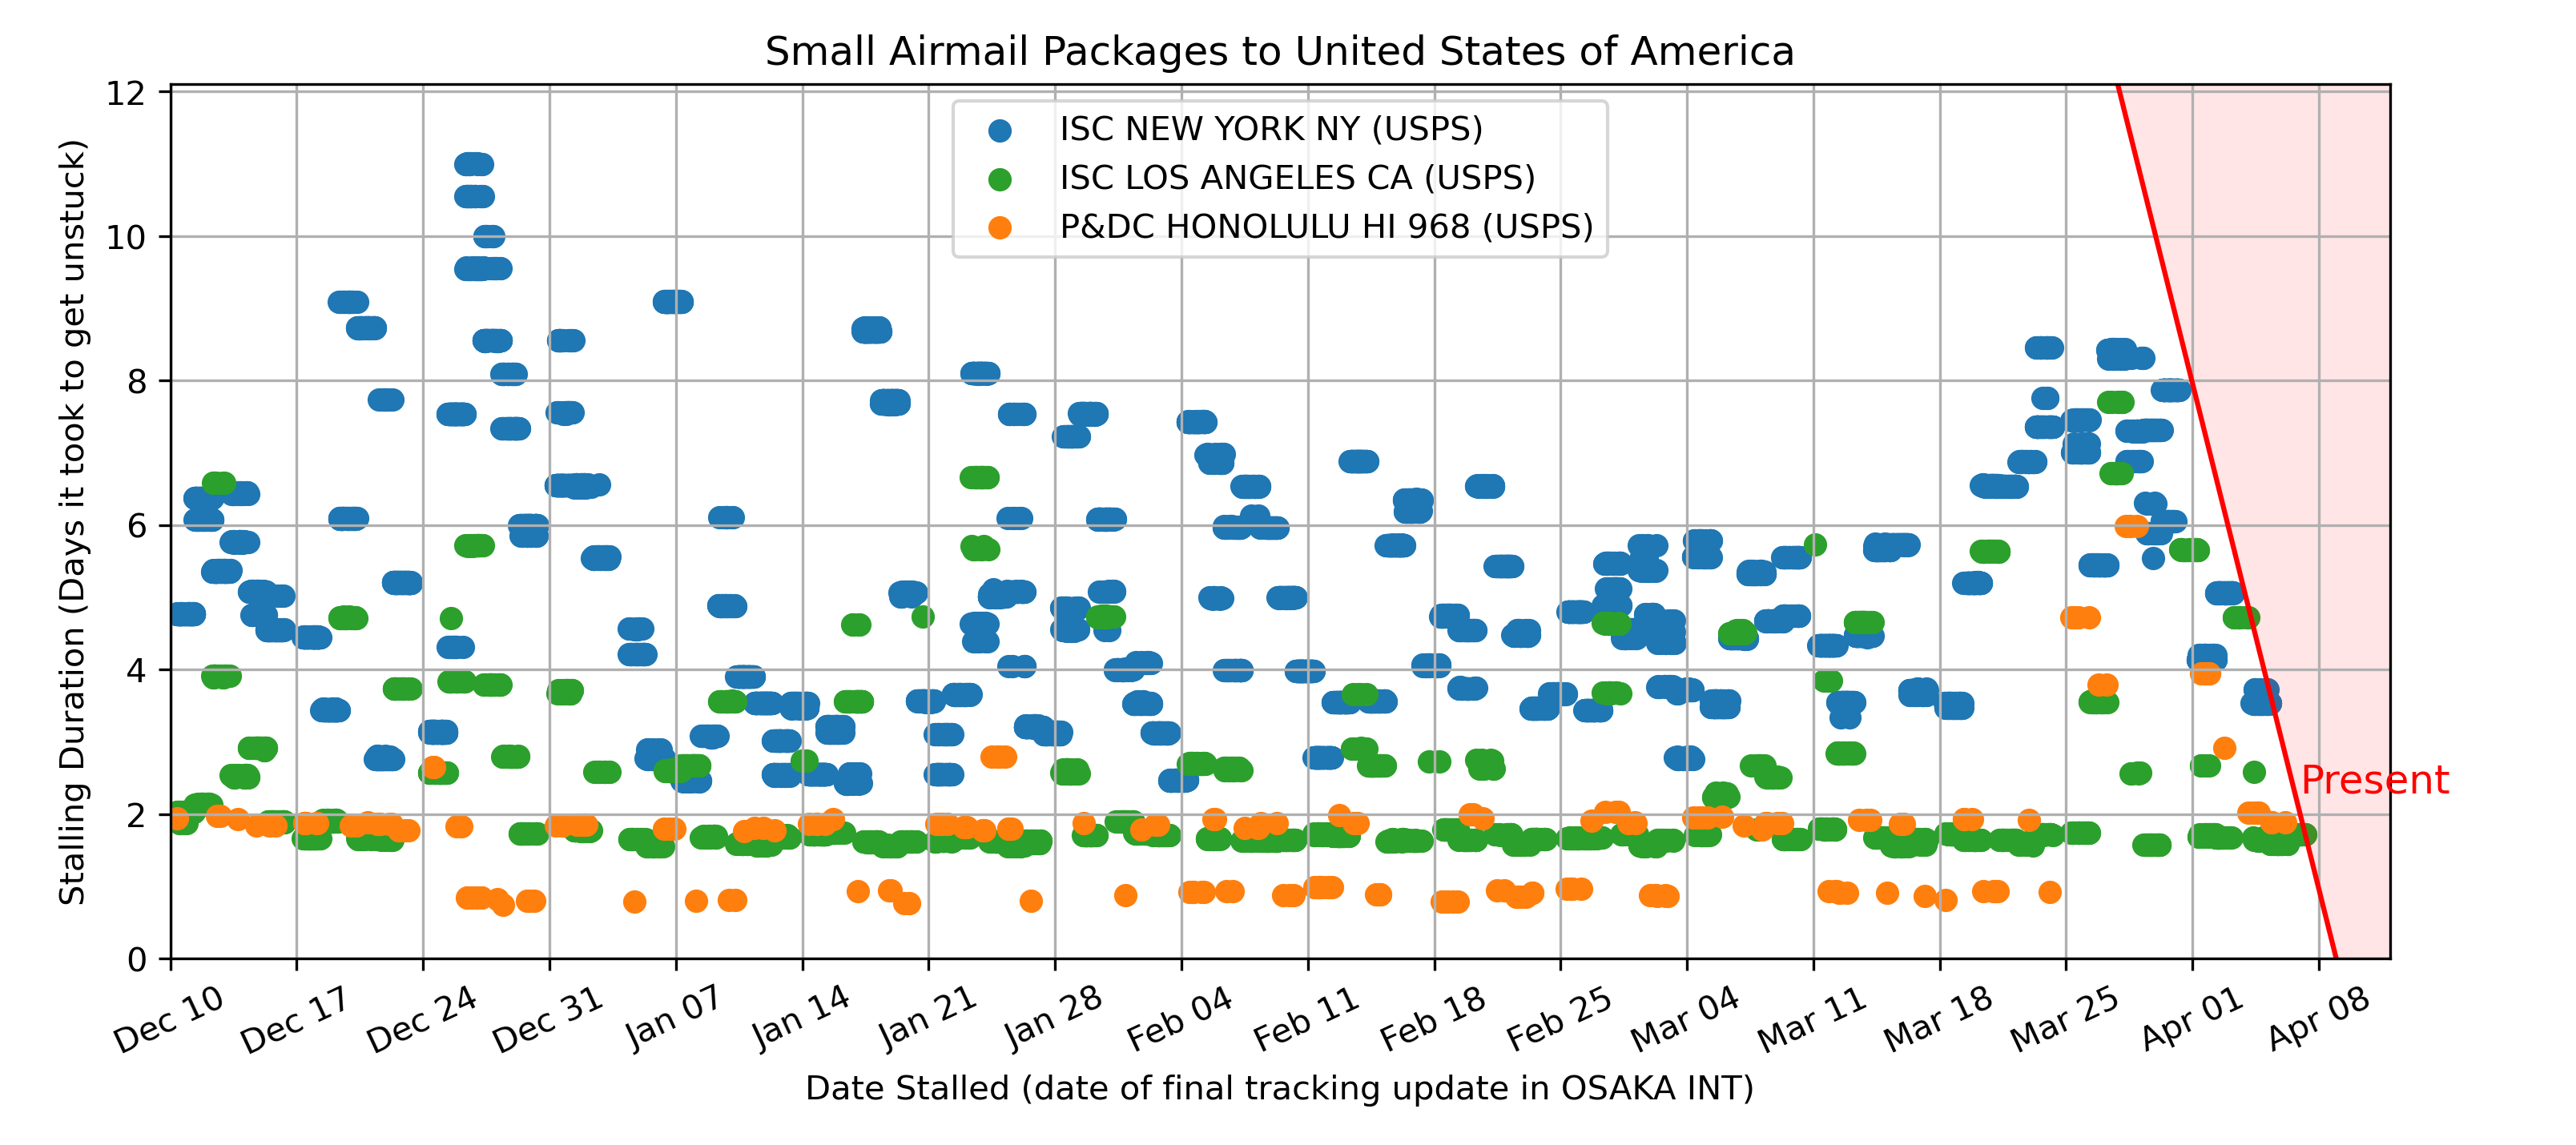 Small Airmail Packages to United States of America
Stalling Duration (Days it took to get unstuck)
12
10
8
6
4
2
0
ISC NEW YORK NY (USPS)
ISC LOS ANGELES CA (USPS)
P&DC HONOLULU HI 968 (USPS)
Present
Dec 10
Dec 17
Dec 24
Dec 31
Jan 07
Jan 14
Jan 21
Jan 28
Feb 04
Feb 11
Feb 18
Feb 25
Mar 04
Mar 11
Mar 18
Mar 25
Apr 01
Apr 08
Date Stalled (date of final tracking update in OSAKA INT)